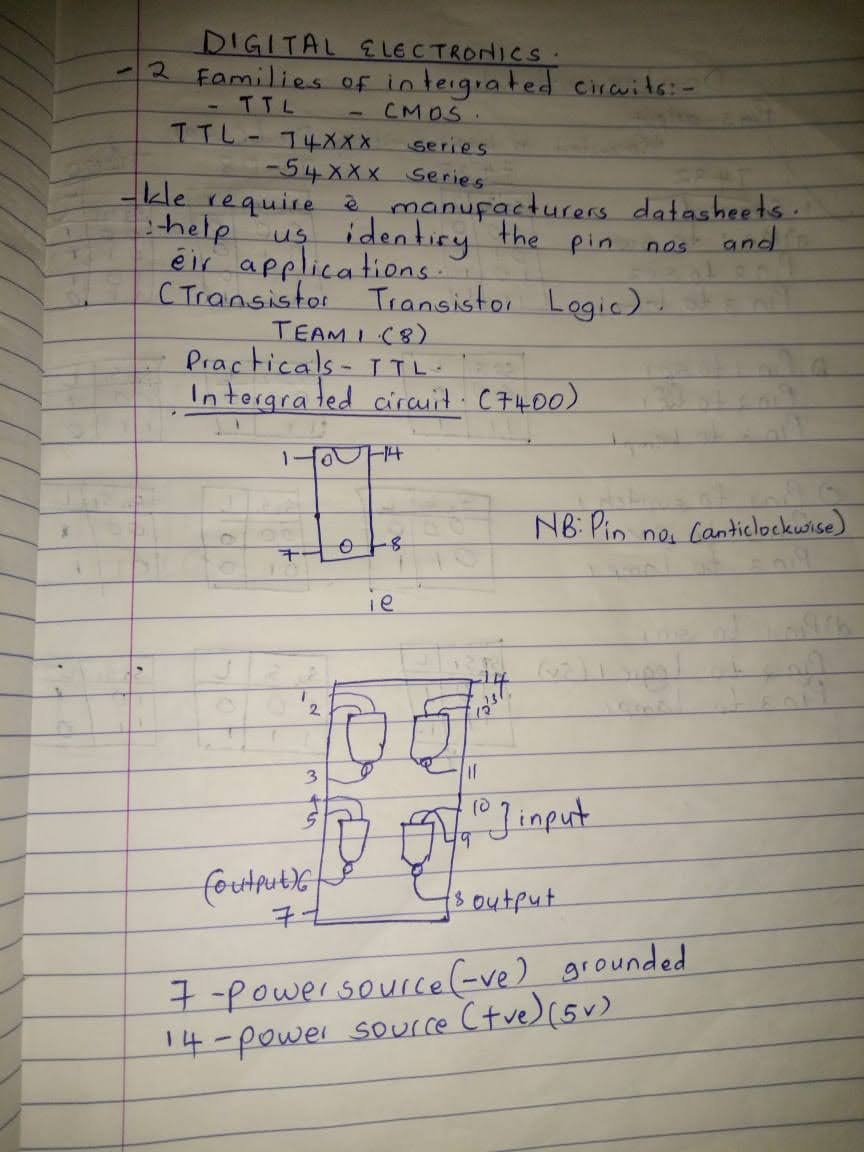 DIGITAL ELECTRONICS.
- 2 Families of intergrated circuits:-
- TTL - CMOS.
TTL - 74XXX series
-54XXX series
- We require è manufacturers datasheets.
: help us identify the pin nos and
èir applications.
(Transistor Transistor Logic).
TEAM 1 (8)
Practicals - TTL.
Intergrated circuit. (7400)
1 14
7 8
NB: Pin nos (anticlockwise)
ie
14
1 13
2 12
3 11
4 10 ] input
5 9
(output) 6 8 output
7
7 - power source (-ve) grounded
14 - power source (+ve) (5v)